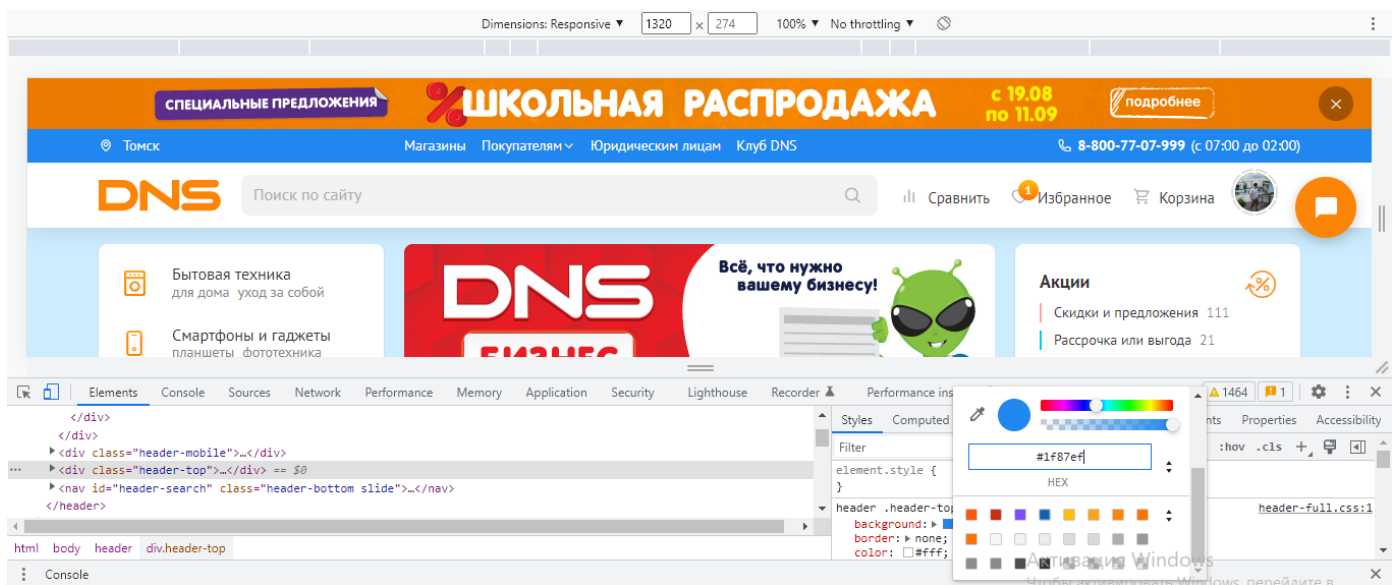 Dimensions: Responsive ▼ 1320 × 274 100% ▼ No throttling ▼
СПЕЦИАЛЬНЫЕ ПРЕДЛОЖЕНИЯ % ШКОЛЬНАЯ РАСПРОДАЖА с 19.08 по 11.09 подробнее
Томск Магазины Покупателям Юридическим лицам Клуб DNS 8-800-77-07-999 (с 07:00 до 02:00)
DNS Поиск по сайту Сравнить 1 Избранное Корзина
Бытовая техника
для дома уход за собой
Смартфоны и гаджеты
планшеты фототехника
DNS
БИЗНЕС
Всё, что нужно
вашему бизнесу!
Акции
Скидки и предложения 111
Рассрочка или выгода 21
Elements Console Sources Network Performance Memory Application Security Lighthouse Recorder Performance ins 1464 1
</div>
</div>
<div class="header-mobile">…</div>
<div class="header-top">…</div> == $0
<nav id="header-search" class="header-bottom slide">…</nav>
</header>
html body header div.header-top
Styles Computed nts Properties Accessibility
Filter :hov .cls +
element.style {
}
header .header-top header-full.css:1
background:
border: none;
color: #fff;
#1f87ef
HEX
Активация Windows
Чтобы активировать Windows, перейдите в
Console